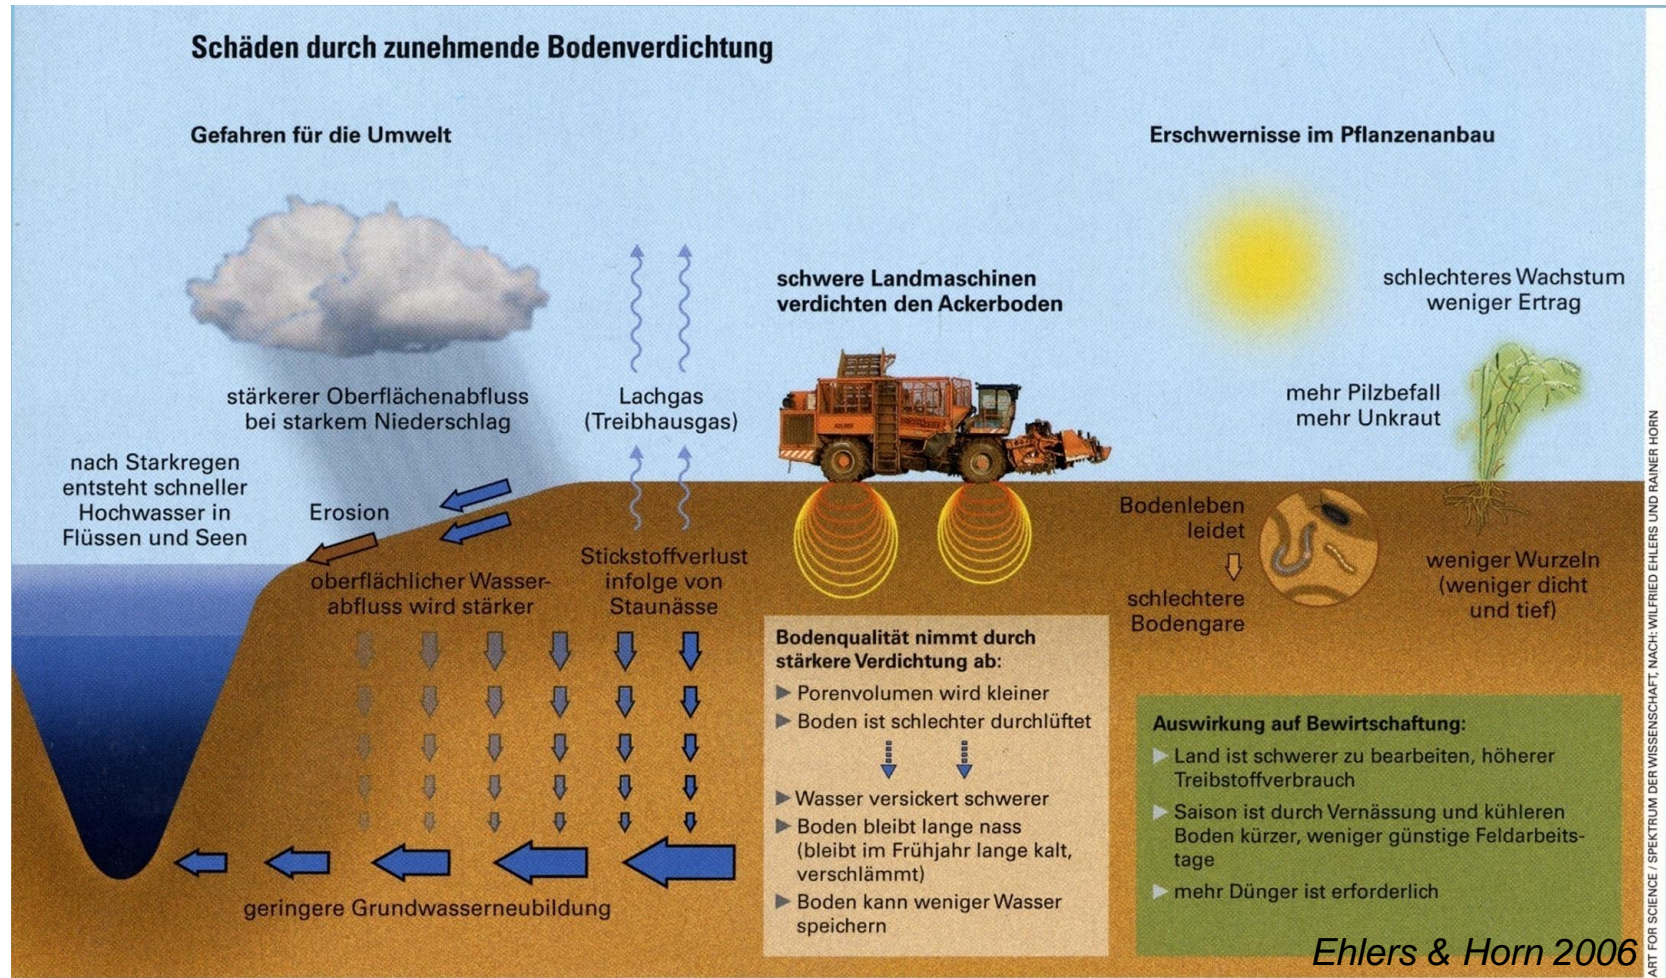 Schäden durch zunehmende Bodenverdichtung
Gefahren für die Umwelt
Erschwernisse im Pflanzenanbau
schwere Landmaschinen
verdichten den Ackerboden
schlechteres Wachstum
weniger Ertrag
mehr Pilzbefall
mehr Unkraut
stärkerer Oberflächenabfluss
bei starkem Niederschlag
Lachgas
(Treibhausgas)
nach Starkregen
entsteht schneller
Hochwasser in
Flüssen und Seen
Erosion
oberflächlicher Wasser-
abfluss wird stärker
Stickstoffverlust
infolge von
Staunässe
Bodenleben
leidet
schlechtere
Bodengare
weniger Wurzeln
(weniger dicht
und tief)
Bodenqualität nimmt durch
stärkere Verdichtung ab:
Porenvolumen wird kleiner
Boden ist schlechter durchlüftet
Wasser versickert schwerer
Boden bleibt lange nass
(bleibt im Frühjahr lange kalt,
verschlämmt)
Boden kann weniger Wasser
speichern
Auswirkung auf Bewirtschaftung:
Land ist schwerer zu bearbeiten, höherer
Treibstoffverbrauch
Saison ist durch Vernässung und kühleren
Boden kürzer, weniger günstige Feldarbeits-
tage
mehr Dünger ist erforderlich
geringere Grundwasserneubildung
Ehlers & Horn 2006
ART FOR SCIENCE / SPEKTRUM DER WISSENSCHAFT, NACH: WILFRIED EHLERS UND RAINER HORN